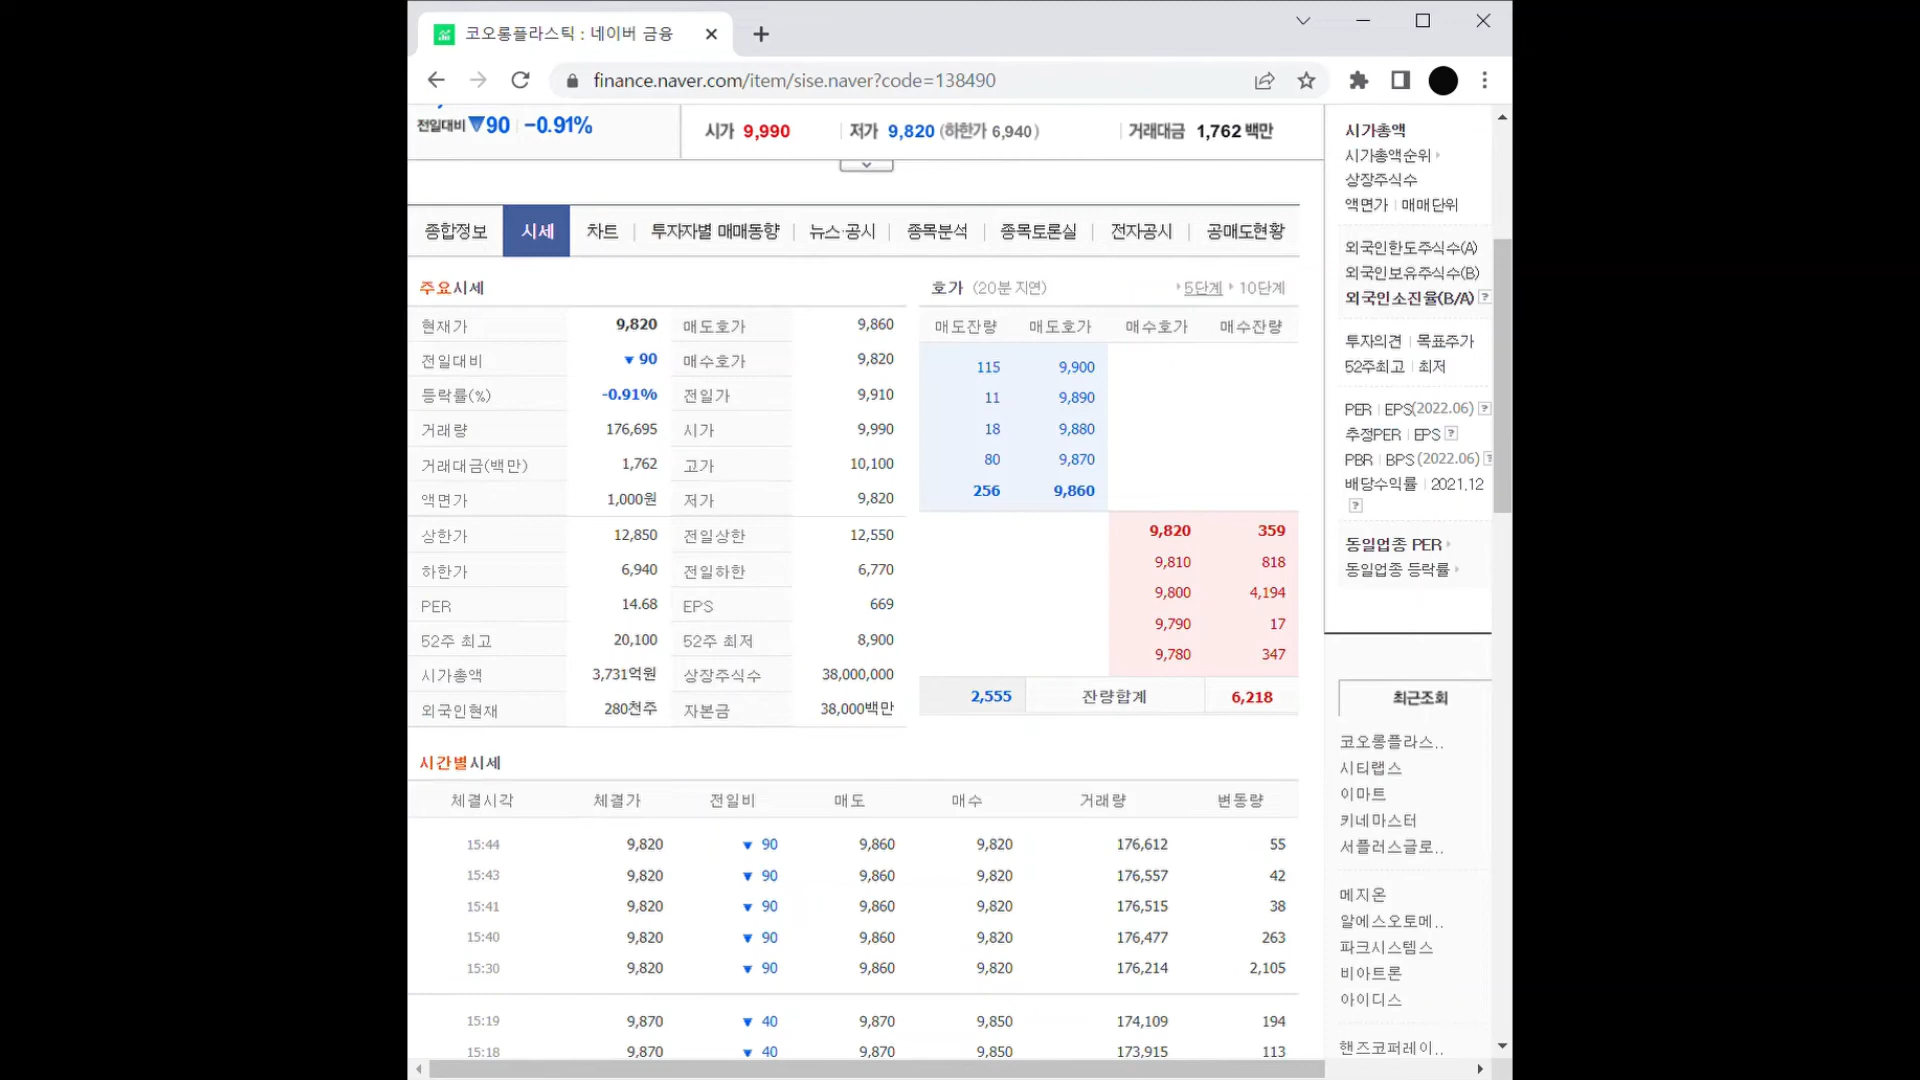 코오롱플라스틱 : 네이버 금융
finance.naver.com/item/sise.naver?code=138490
전일대비 ▼90 -0.91%
시가 9,990 저가 9,820 (하한가 6,940) 거래대금 1,762 백만
종합정보 시세 차트 투자자별 매매동향 뉴스·공시 종목분석 종목토론실 전자공시 공매도현황
주요시세
현재가 9,820 매도호가 9,860
전일대비 ▼ 90 매수호가 9,820
등락률(%) -0.91% 전일가 9,910
거래량 176,695 시가 9,990
거래대금(백만) 1,762 고가 10,100
액면가 1,000원 저가 9,820
상한가 12,850 전일상한 12,550
하한가 6,940 전일하한 6,770
PER 14.68 EPS 669
52주 최고 20,100 52주 최저 8,900
시가총액 3,731억원 상장주식수 38,000,000
외국인현재 280천주 자본금 38,000백만
호가 (20분 지연) 5단계 10단계
매도잔량 매도호가 매수호가 매수잔량
115 9,900
11 9,890
18 9,880
80 9,870
256 9,860
9,820 359
9,810 818
9,800 4,194
9,790 17
9,780 347
2,555 잔량합계 6,218
시간별시세
체결시각 체결가 전일비 매도 매수 거래량 변동량
15:44 9,820 ▼ 90 9,860 9,820 176,612 55
15:43 9,820 ▼ 90 9,860 9,820 176,557 42
15:41 9,820 ▼ 90 9,860 9,820 176,515 38
15:40 9,820 ▼ 90 9,860 9,820 176,477 263
15:30 9,820 ▼ 90 9,860 9,820 176,214 2,105
15:19 9,870 ▼ 40 9,870 9,850 174,109 194
15:18 9,870 ▼ 40 9,870 9,850 173,915 113
시가총액
시가총액순위
상장주식수
액면가 | 매매단위
외국인한도주식수(A)
외국인보유주식수(B)
외국인소진율(B/A) ?
투자의견 | 목표주가
52주최고 | 최저
PER | EPS(2022.06) ?
추정PER | EPS ?
PBR | BPS (2022.06) ?
배당수익률 | 2021.12
?
동일업종 PER
동일업종 등락률
최근조회
코오롱플라스..
시티랩스
이마트
키네마스터
서플러스글로..
메지온
알에스오토메..
파크시스템스
비아트론
아이디스
핸즈코퍼레이..